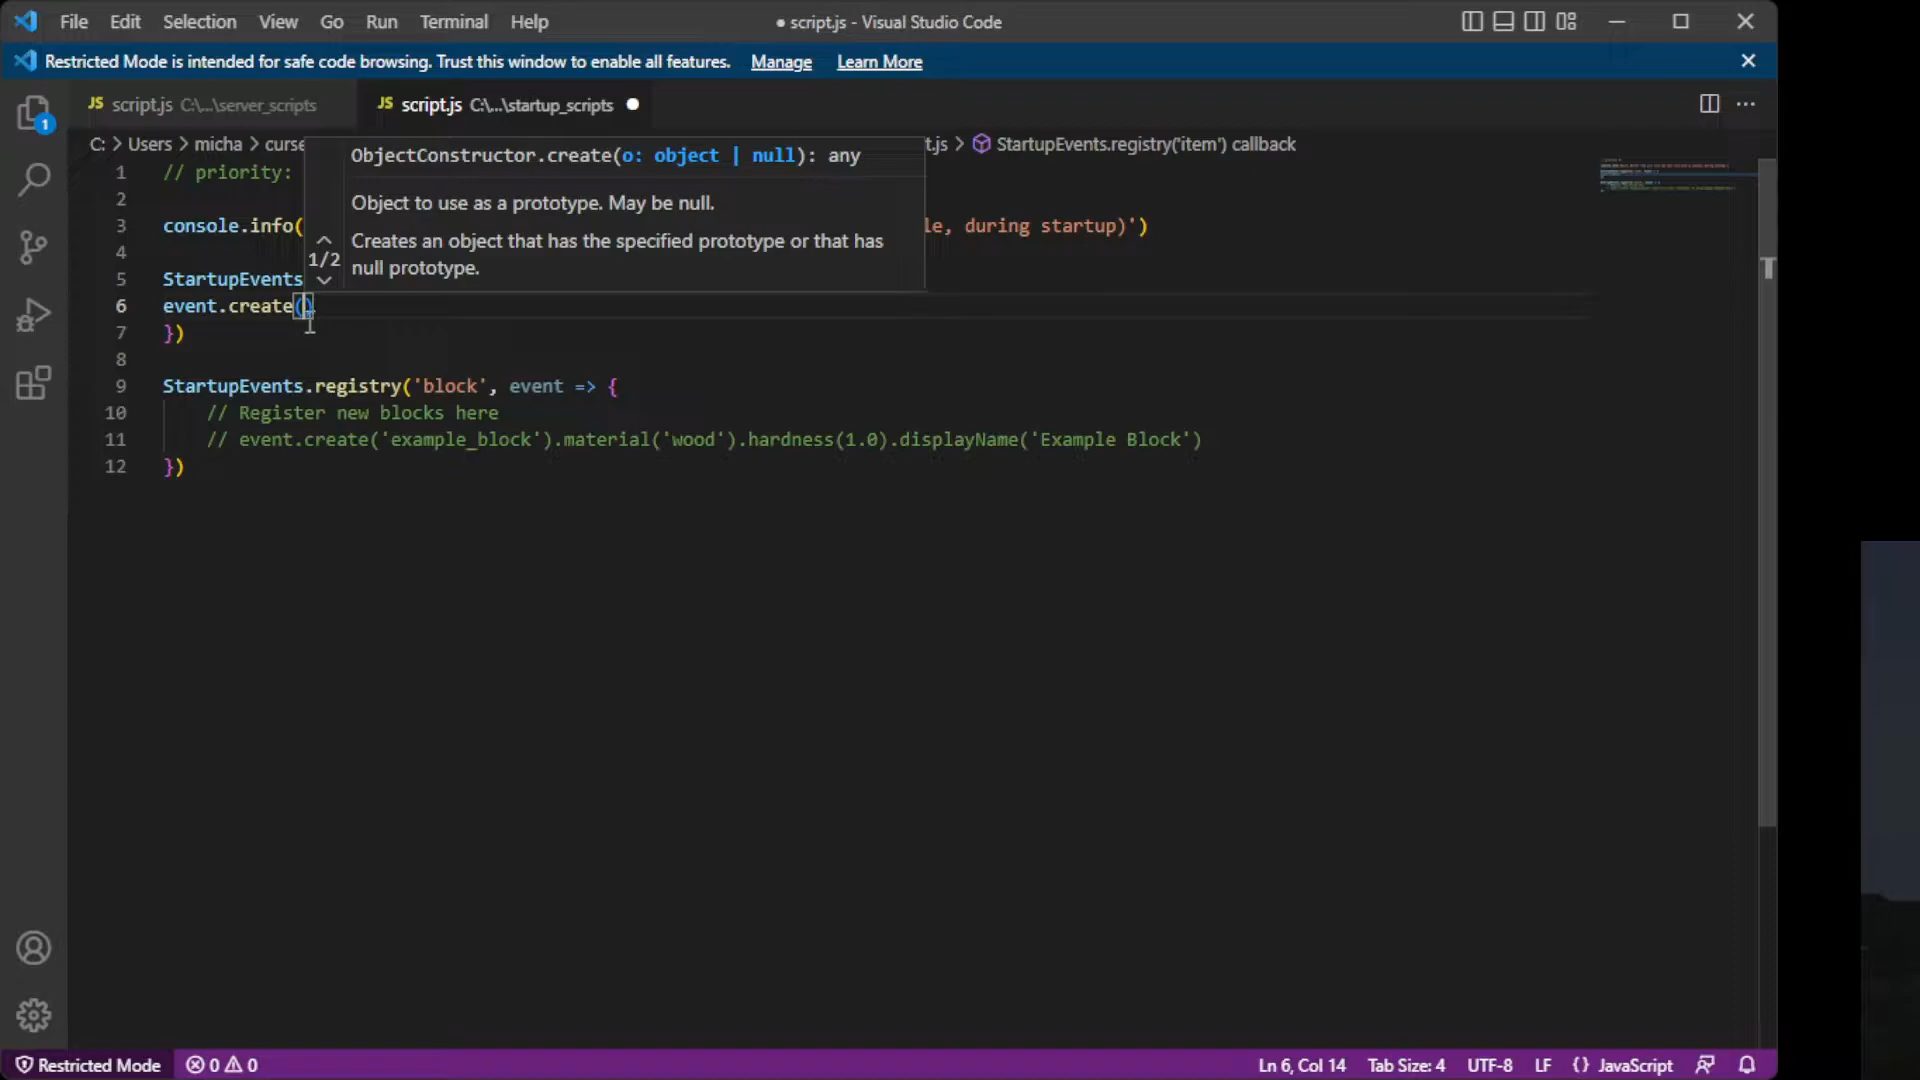 File Edit Selection View Go Run Terminal Help
● script.js - Visual Studio Code
Restricted Mode is intended for safe code browsing. Trust this window to enable all features. Manage Learn More
JS script.js C:\...\server_scripts
JS script.js C:\...\startup_scripts ●
C: > Users > micha > curse
t.js > StartupEvents.registry('item') callback
ObjectConstructor.create(o: object | null): any
Object to use as a prototype. May be null.
1/2
Creates an object that has the specified prototype or that has
null prototype.
1 // priority:
2
3 console.info( le, during startup)')
4
5 StartupEvents
6 event.create()
7 })
8
9 StartupEvents.registry('block', event => {
10 // Register new blocks here
11 // event.create('example_block').material('wood').hardness(1.0).displayName('Example Block')
12 })
1
Restricted Mode 0 0
Ln 6, Col 14 Tab Size: 4 UTF-8 LF {} JavaScript